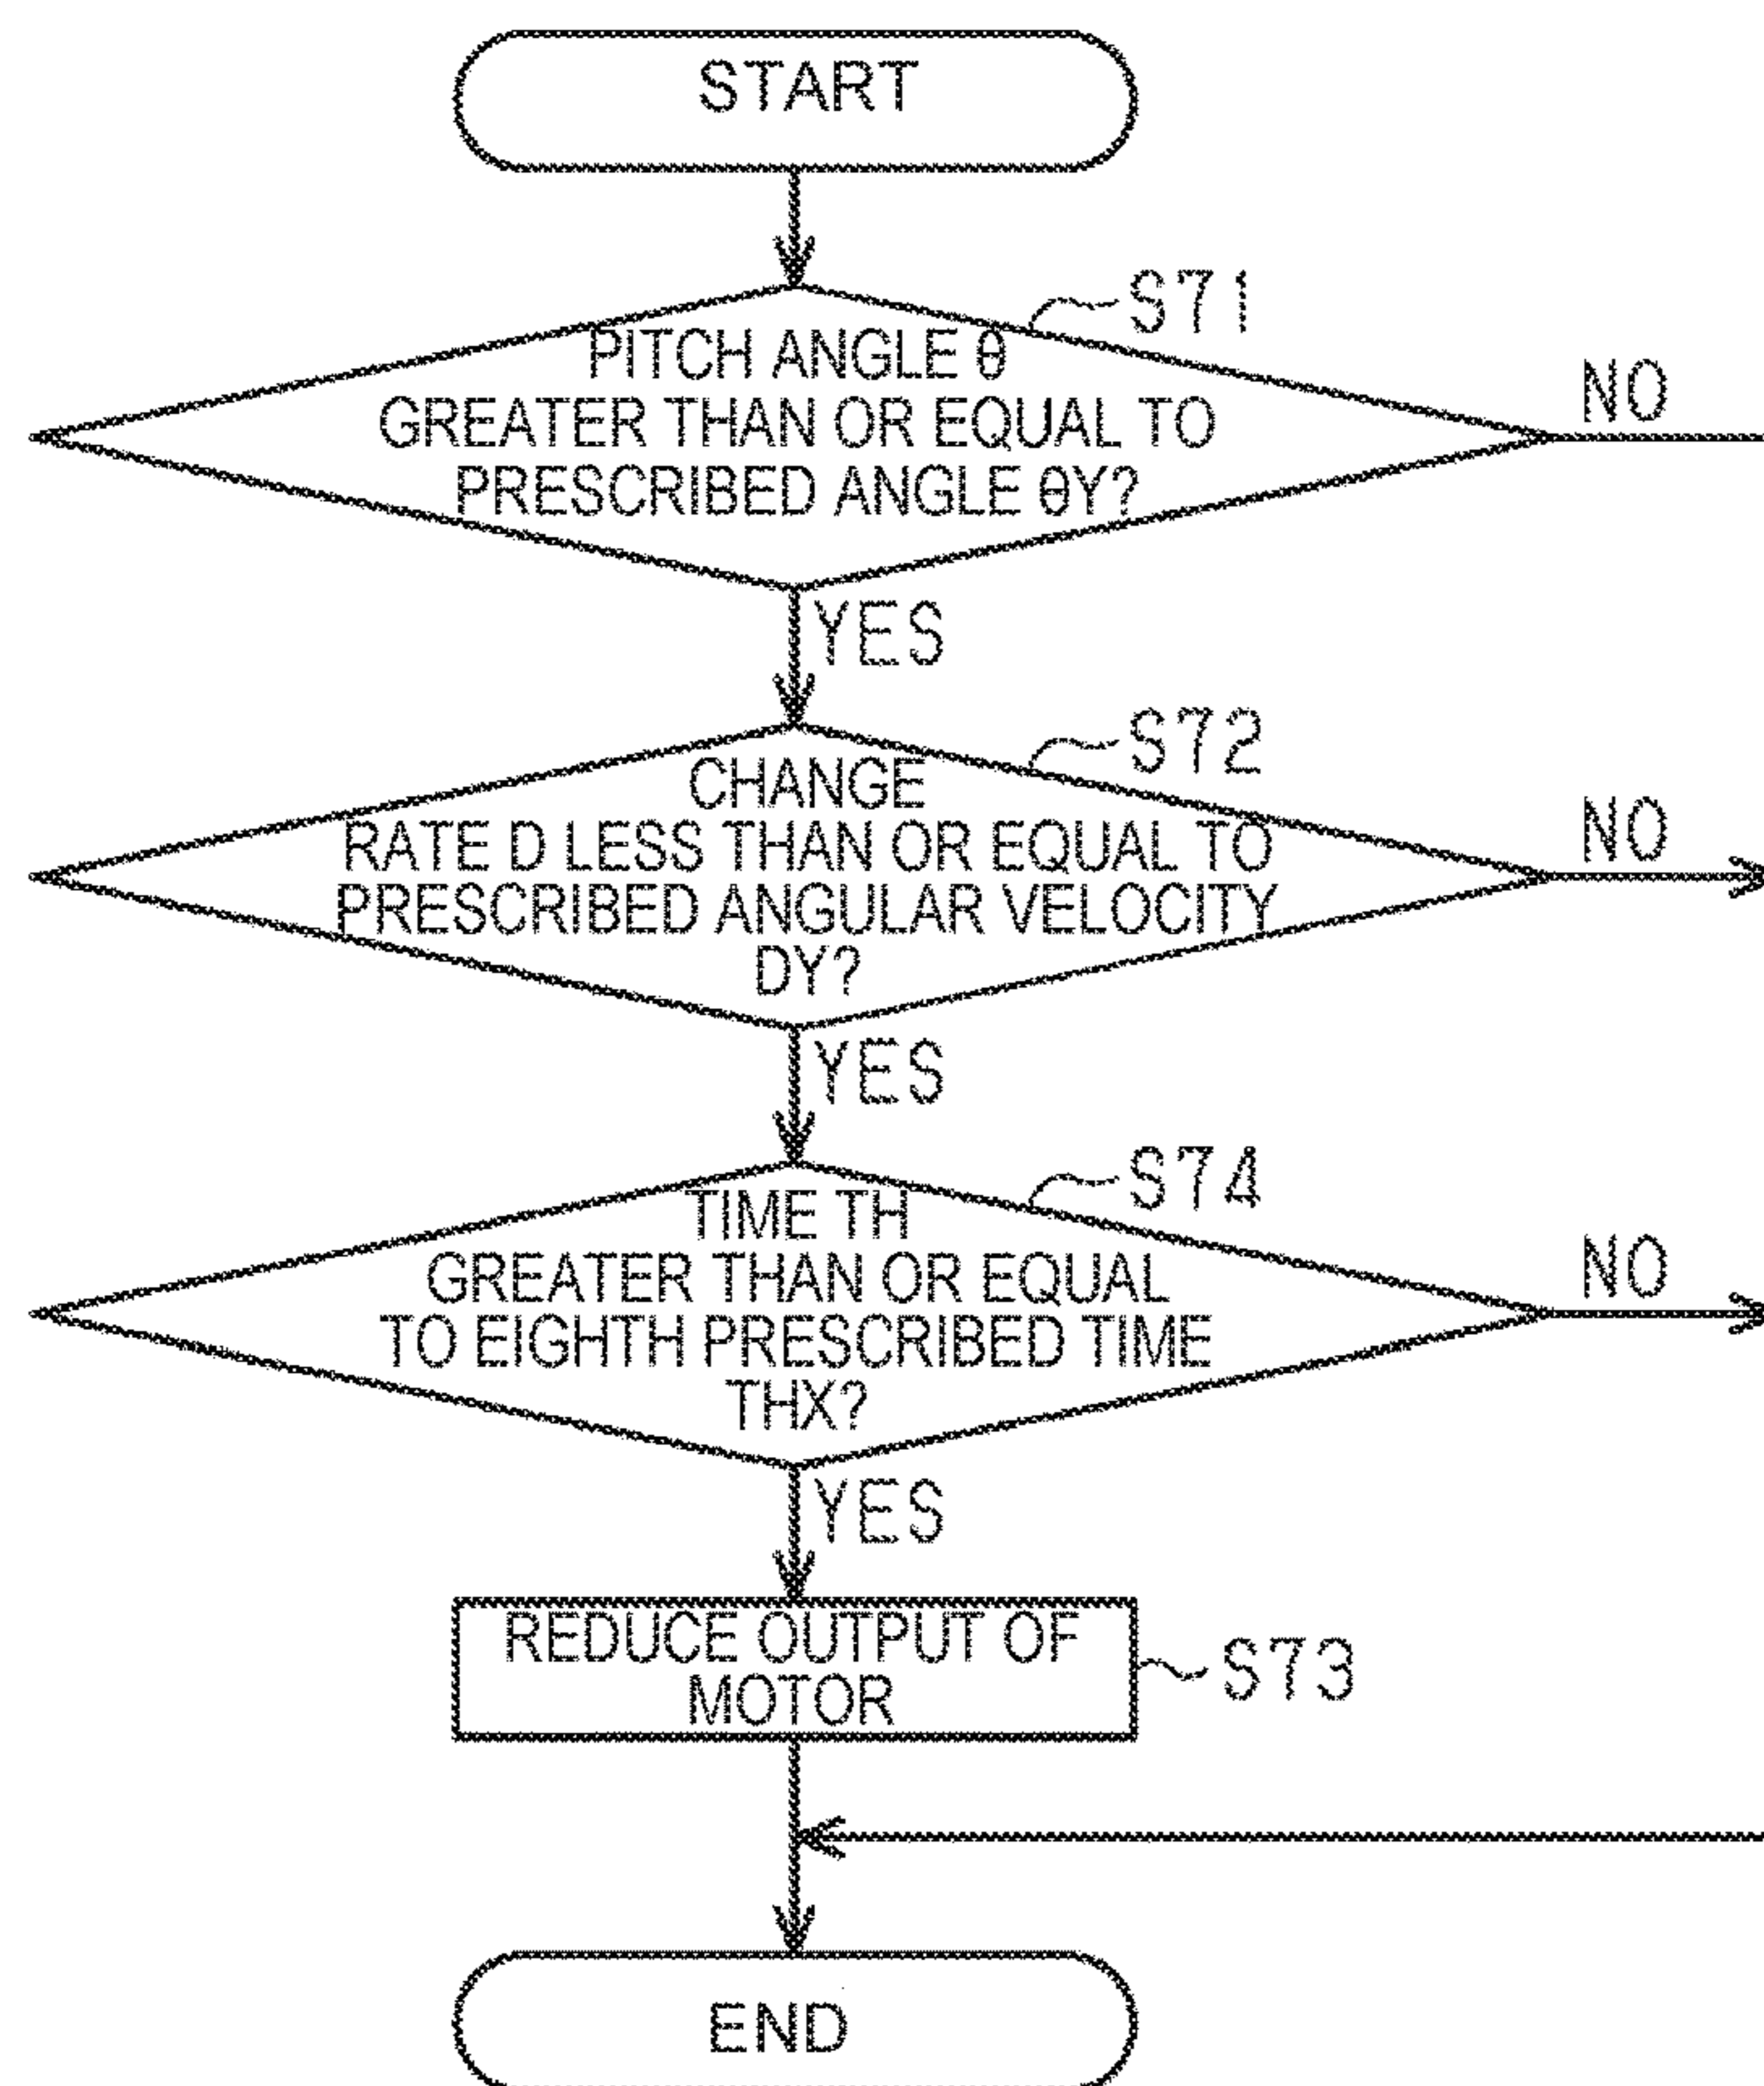 START
S71
PITCH ANGLE θ
GREATER THAN OR EQUAL TO
PRESCRIBED ANGLE θY?
NO
YES
S72
CHANGE
RATE D LESS THAN OR EQUAL TO
PRESCRIBED ANGULAR VELOCITY
DY?
NO
YES
S74
TIME TH
GREATER THAN OR EQUAL
TO EIGHTH PRESCRIBED TIME
THX?
NO
YES
REDUCE OUTPUT OF
MOTOR
S73
END